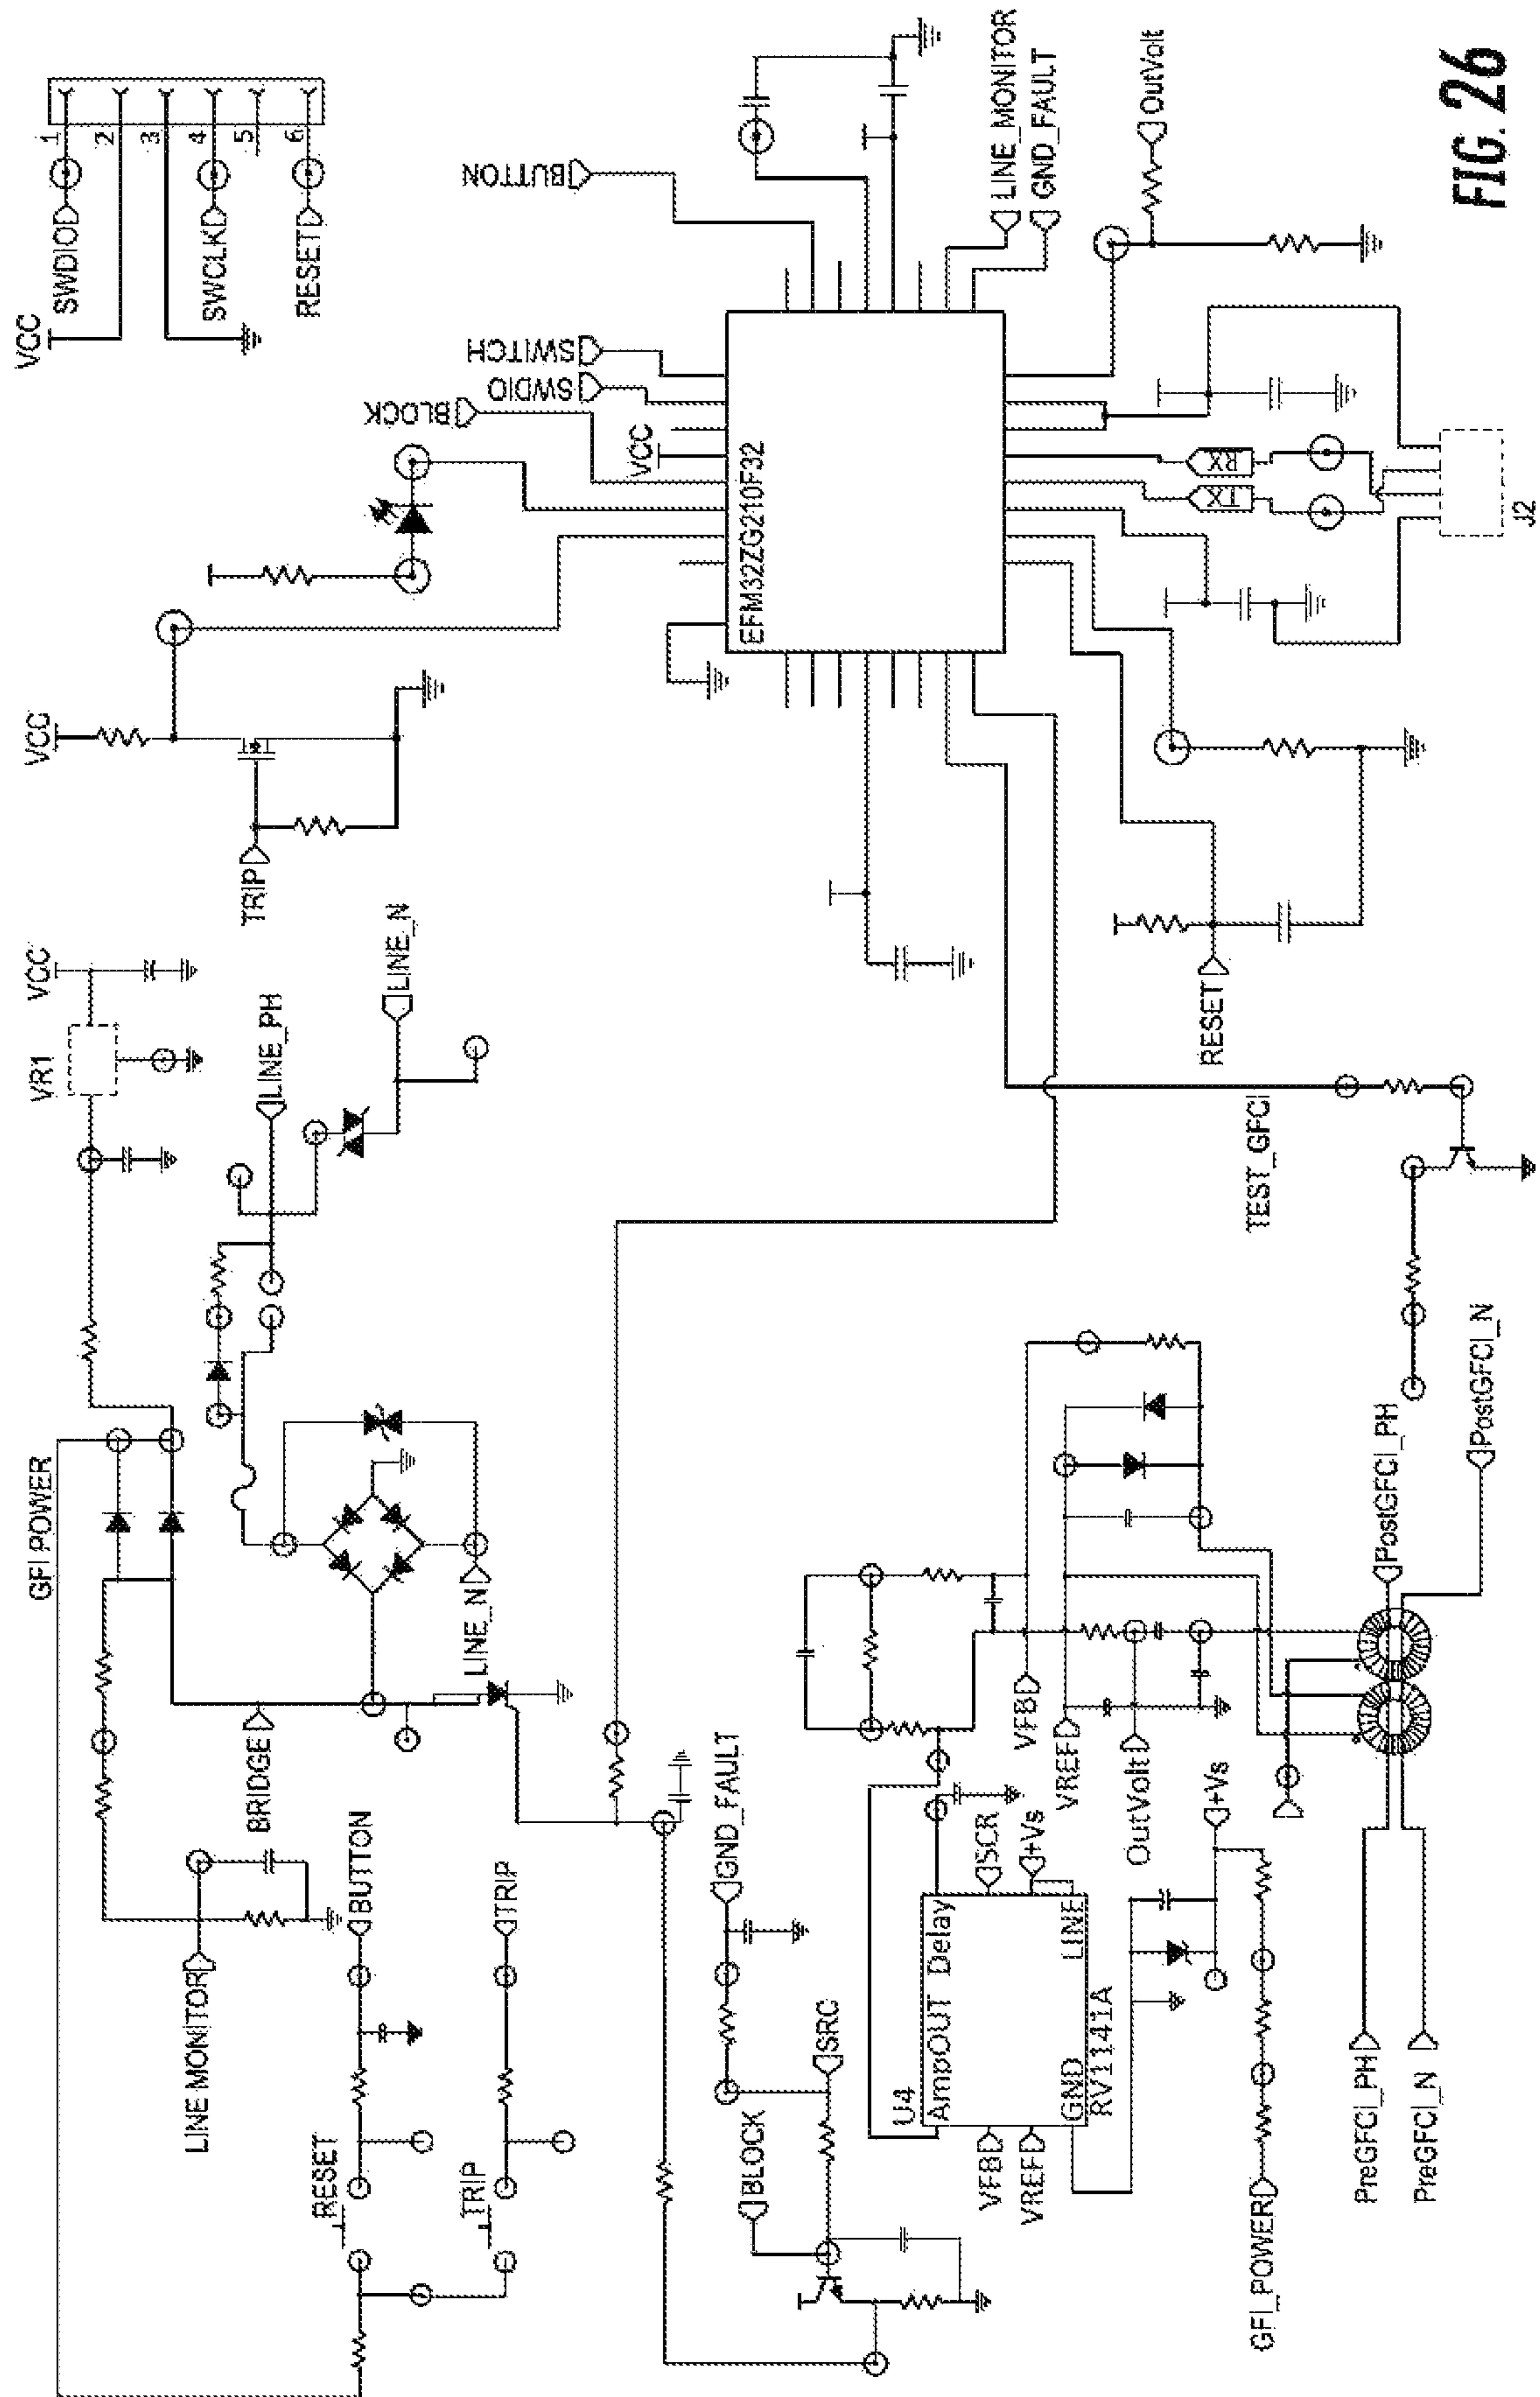 VCC
SWDIO
1
2
3
SWCLK
4
5
RESET
6
VCC
TRIP
BLOCK
SWDIO
SWITCH
BUTTON
VCC
EFM32ZG210F32
LINE_MONITOR
GND_FAULT
OutVolt
TX
RX
J2
RESET
TEST_GFCI
VCC
VR1
LINE_PH
LINE_N
GFI POWER
LINE_N
BRIDGE
LINE MONITOR
BUTTON
TRIP
RESET
TRIP
GND_FAULT
BLOCK
SRC
U4
AmpOUT Delay
SCR
+Vs
LINE
GND
RV1141A
VFB
VREF
VFB
VREF
OutVolt
+Vs
GFI_POWER
PostGFCI_PH
PostGFCI_N
PreGFCI_PH
PreGFCI_N
FIG. 26